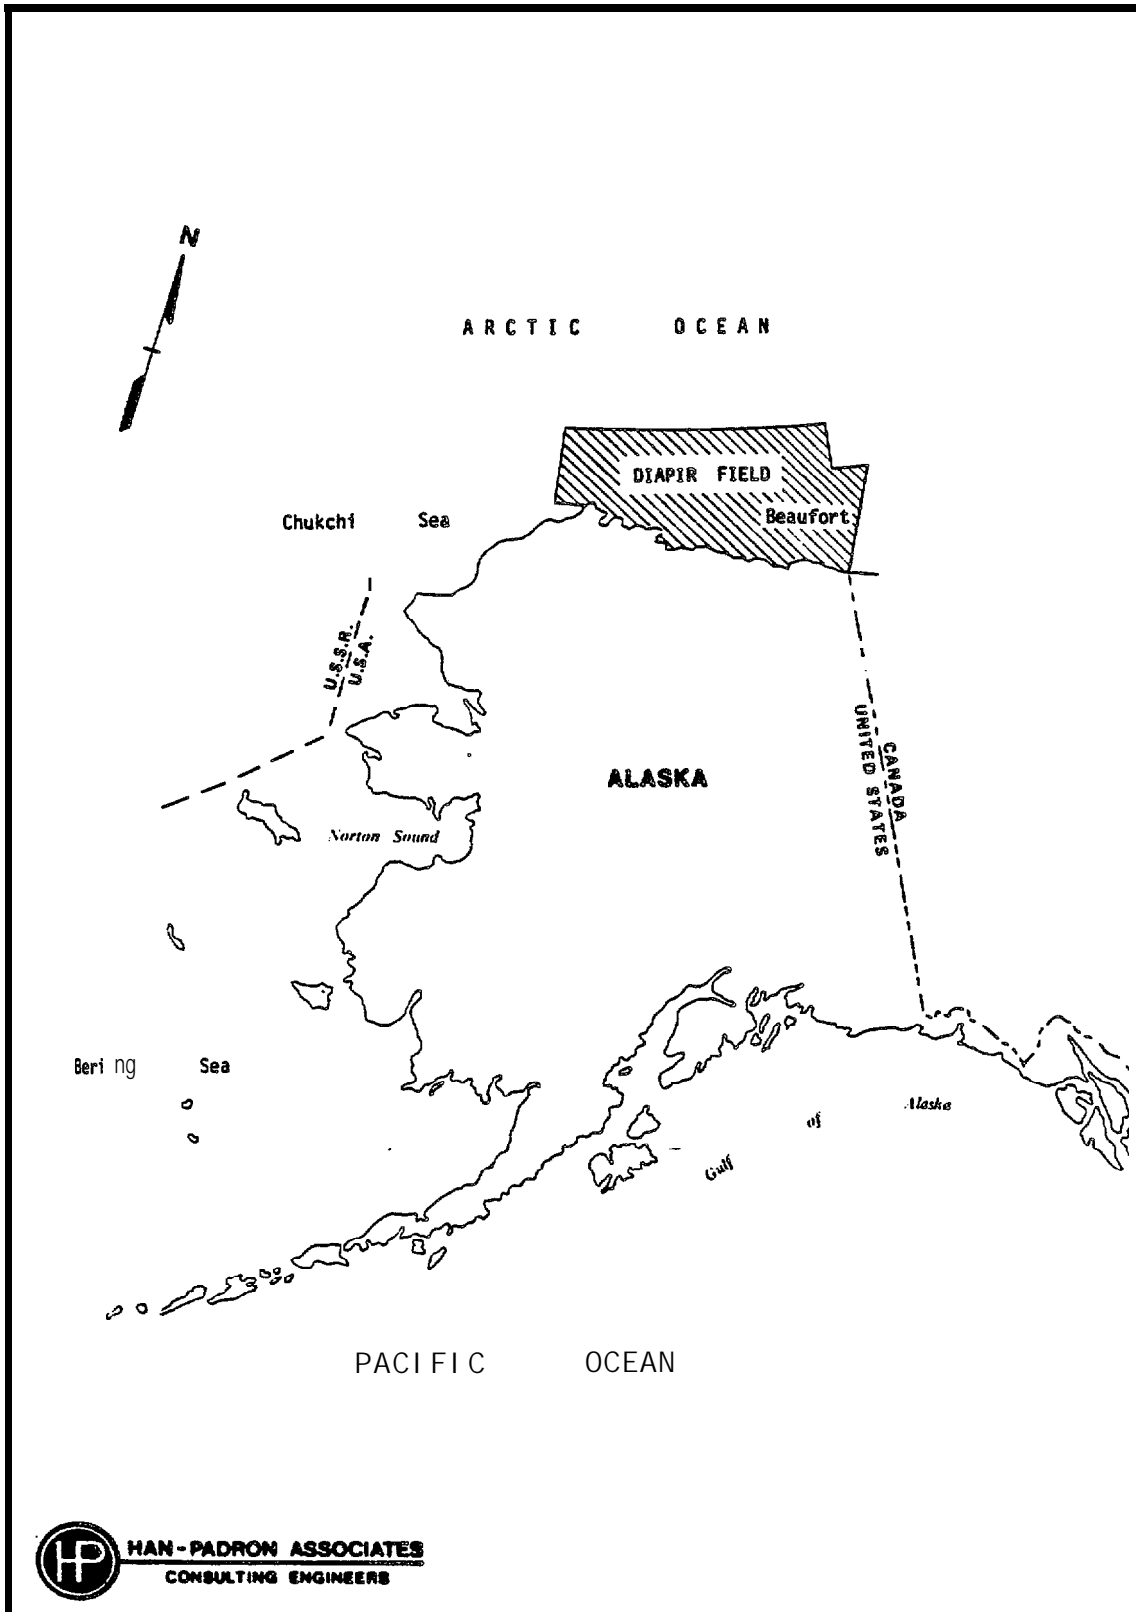 N
ARCTIC OCEAN
DIAPIR FIELD
Beaufort
Chukchi Sea
U.S.S.R.
U.S.A.
CANADA
UNITED STATES
ALASKA
Norton Sound
Bering Sea
Gulf of Alaska
PACIFIC OCEAN
HP
HAN-PADRON ASSOCIATES
CONSULTING ENGINEERS